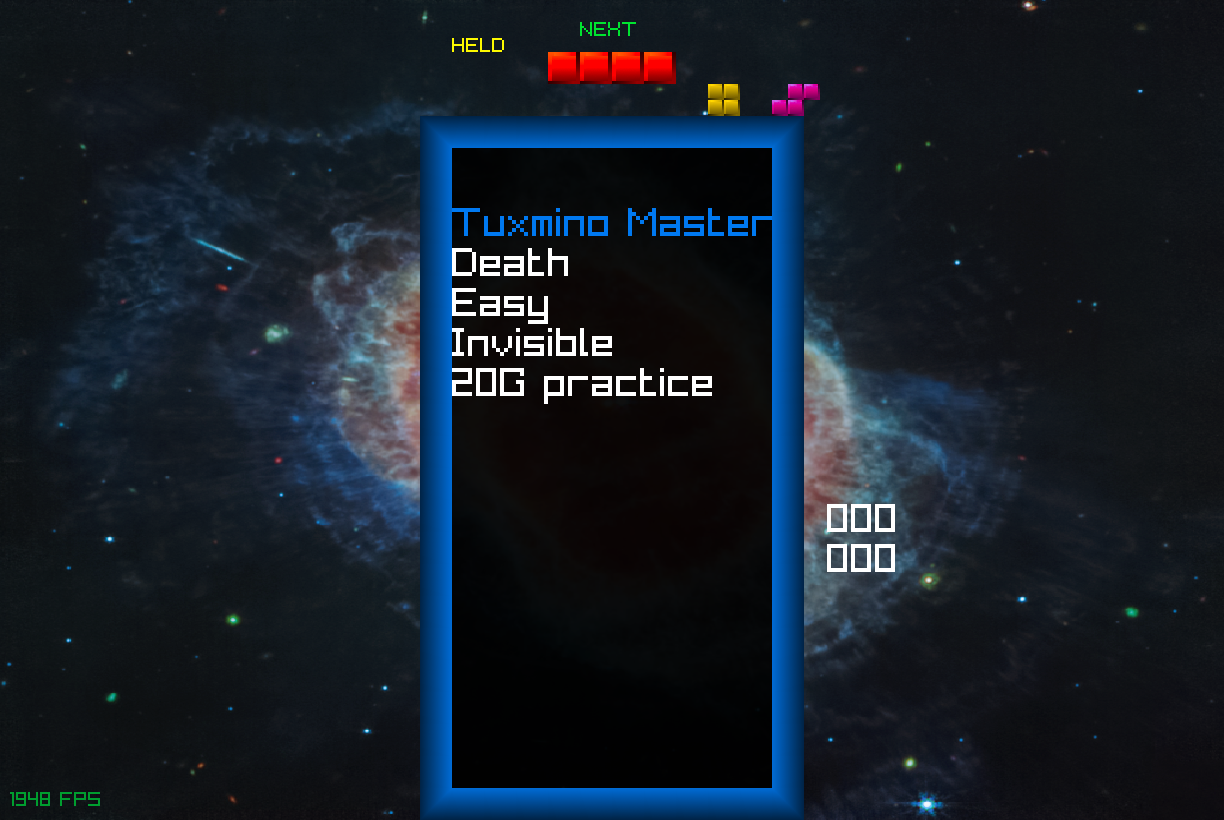 NEXT
HELD
Tuxmino Master
Death
Easy
Invisible
20G practice
000
000
1948 FPS